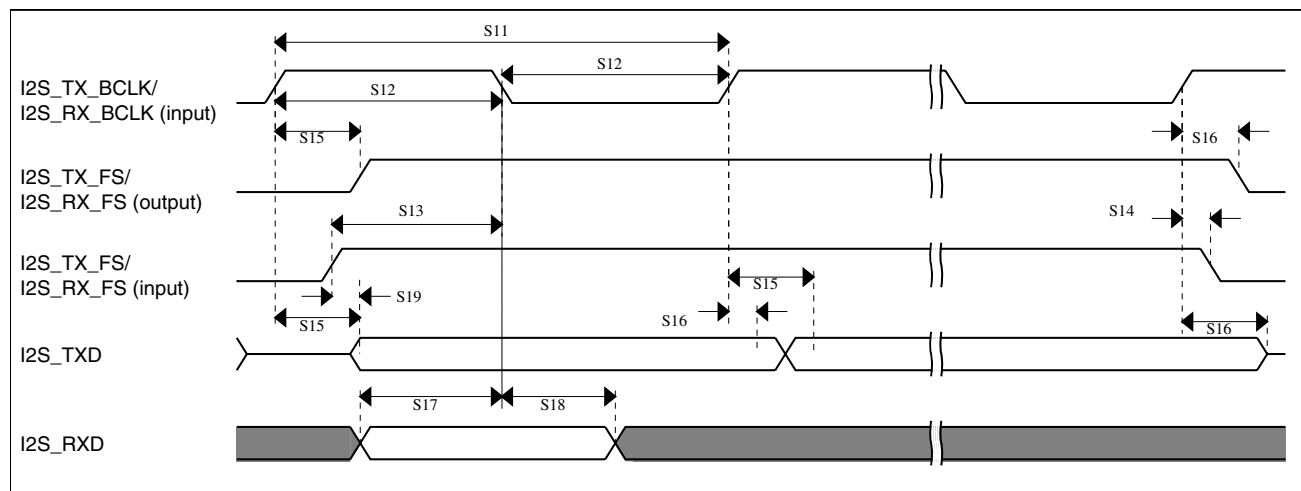 S11
I2S_TX_BCLK/
I2S_RX_BCLK (input)
S12
S12
S15
S16
I2S_TX_FS/
I2S_RX_FS (output)
S13
S14
I2S_TX_FS/
I2S_RX_FS (input)
S15
S19
S16
S15
S16
I2S_TXD
S17
S18
I2S_RXD